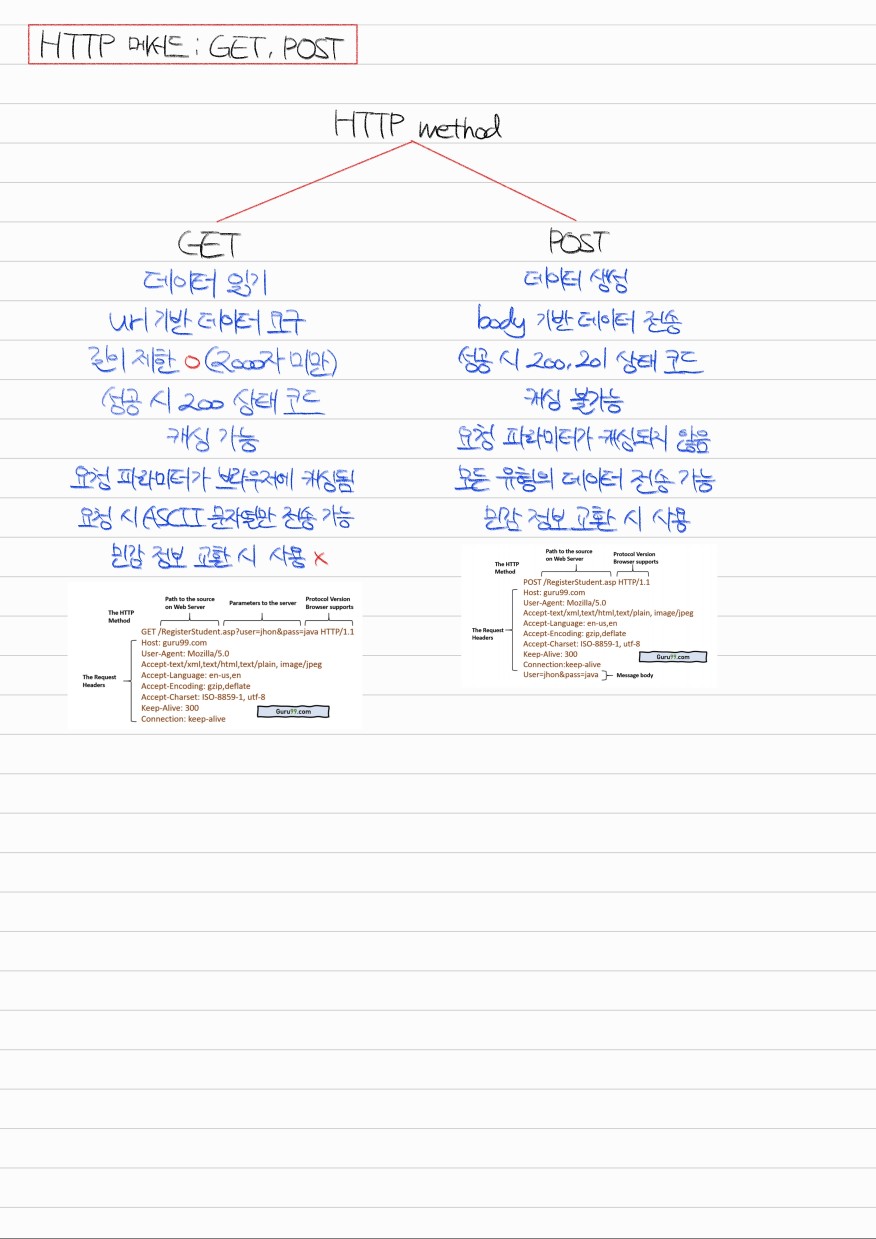 HTTP 메서드 : GET, POST
HTTP method
GET
데이터 읽기
url 기반 데이터 요구
길이 제한 O (2000자 미만)
성공 시 200 상태 코드
캐싱 가능
요청 파라미터가 브라우저에 캐싱됨
요청 시 ASCII 문자열만 전송 가능
민감 정보 교환 시 사용 X
The HTTP Method
Path to the source on Web Server
Parameters to the server
Protocol Version Browser supports
GET /RegisterStudent.asp?user=jhon&pass=java HTTP/1.1
Host: guru99.com
User-Agent: Mozilla/5.0
Accept-text/xml,text/html,text/plain, image/jpeg
The Request Headers
Accept-Language: en-us,en
Accept-Encoding: gzip,deflate
Accept-Charset: ISO-8859-1, utf-8
Keep-Alive: 300
Connection: keep-alive
Guru99.com
POST
데이터 생성
body 기반 데이터 전송
성공 시 200, 201 상태 코드
캐싱 불가능
요청 파라미터가 캐싱되지 않음
모든 유형의 데이터 전송 가능
민감 정보 교환 시 사용
The HTTP Method
Path to the source on Web Server
Protocol Version Browser supports
POST /RegisterStudent.asp HTTP/1.1
Host: guru99.com
User-Agent: Mozilla/5.0
Accept-text/xml,text/html,text/plain, image/jpeg
Accept-Language: en-us,en
The Request Headers
Accept-Encoding: gzip,deflate
Accept-Charset: ISO-8859-1, utf-8
Keep-Alive: 300
Connection:keep-alive
User=jhon&pass=java
Message body
Guru99.com